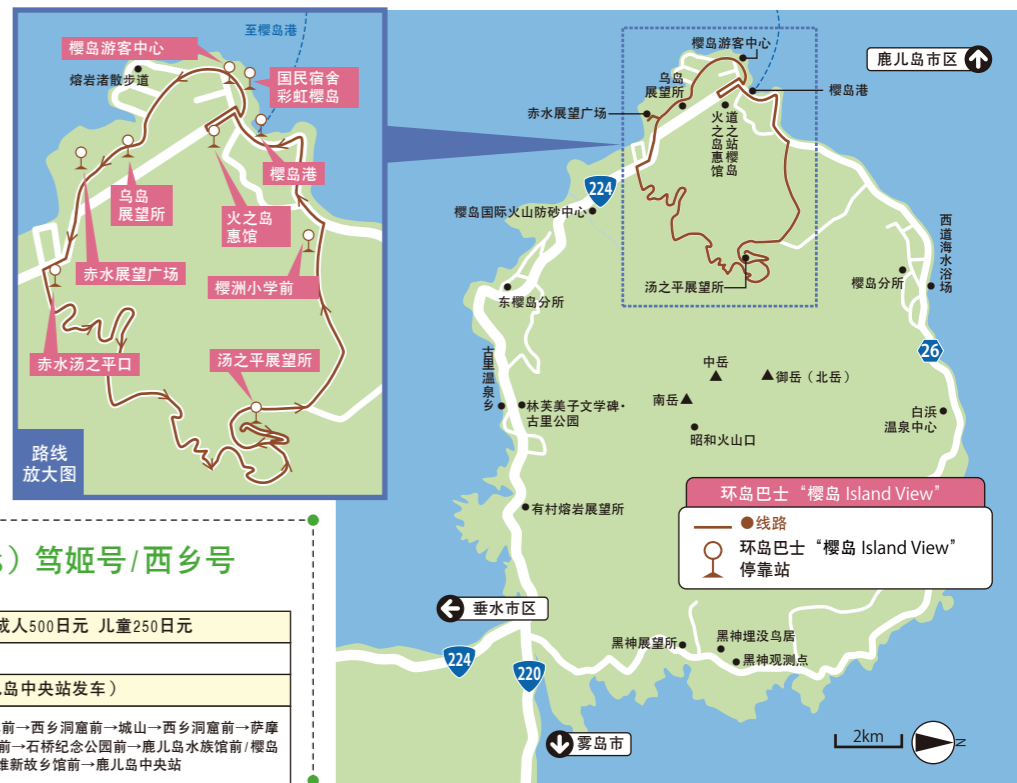 至樱岛港
樱岛游客中心
熔岩渚散步道
国民宿舍
彩虹樱岛
樱岛港
乌岛
展望所
火之岛
惠馆
赤水展望广场
樱洲小学前
赤水汤之平口
汤之平展望所
路线
放大图
樱岛游客中心
鹿儿岛市区
乌岛
展望所
樱岛港
赤水展望广场
道之站樱岛
火之岛惠馆
224
樱岛国际火山防砂中心
西道海水浴场
樱岛分所
汤之平展望所
东樱岛分所
26
古里温泉乡
中岳
御岳（北岳）
南岳
林芙美子文学碑·
古里公园
昭和火山口
白浜
温泉中心
有村熔岩展望所
环岛巴士“樱岛 Island View”
线路
环岛巴士“樱岛 Island View”
停靠站
垂水市区
黑神展望所
黑神埋没鸟居
黑神观测点
224
220
雾岛市
2km
N
）笃姬号/西乡号
成人500日元 儿童250日元
岛中央站发车）
前→西乡洞窟前→城山→西乡洞窟前→萨摩
前→石桥纪念公园前→鹿儿岛水族馆前/樱岛
维新故乡馆前→鹿儿岛中央站